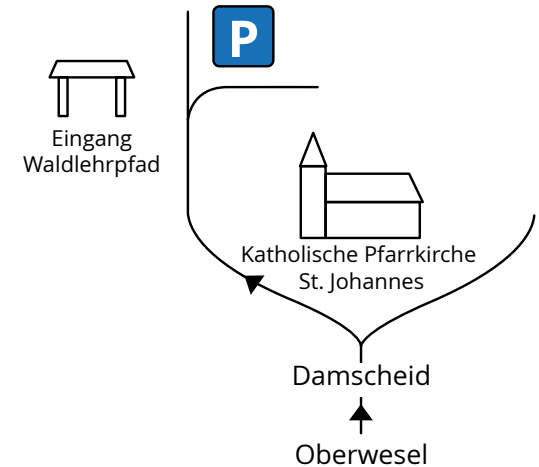 P
Eingang
Waldlehrpfad
Katholische Pfarrkirche
St. Johannes
Damscheid
Oberwesel